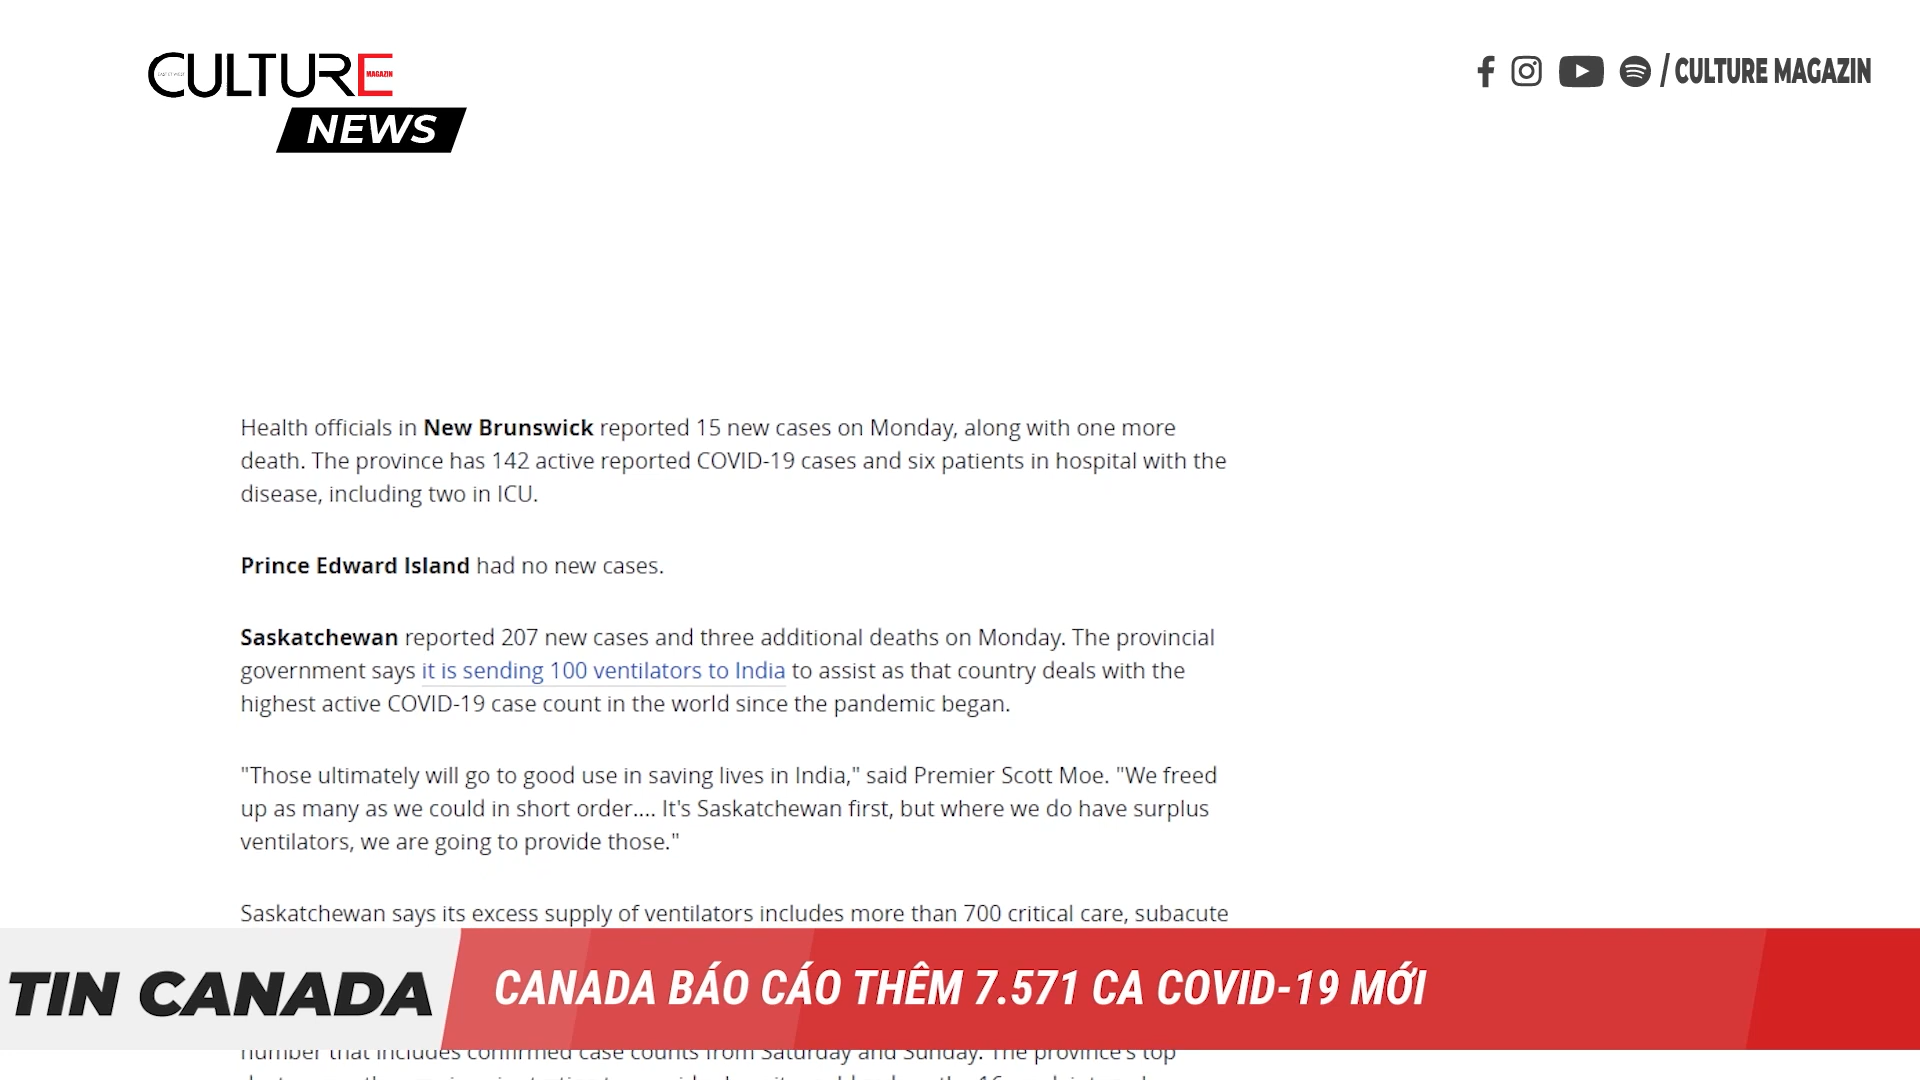 CULTURE
MAGAZIN
NEWS
/ CULTURE MAGAZIN
Health officials in New Brunswick reported 15 new cases on Monday, along with one more
death. The province has 142 active reported COVID-19 cases and six patients in hospital with the
disease, including two in ICU.
Prince Edward Island had no new cases.
Saskatchewan reported 207 new cases and three additional deaths on Monday. The provincial
government says it is sending 100 ventilators to India to assist as that country deals with the
highest active COVID-19 case count in the world since the pandemic began.
"Those ultimately will go to good use in saving lives in India," said Premier Scott Moe. "We freed
up as many as we could in short order.... It's Saskatchewan first, but where we do have surplus
ventilators, we are going to provide those."
Saskatchewan says its excess supply of ventilators includes more than 700 critical care, subacute
TIN CANADA
CANADA BÁO CÁO THÊM 7.571 CA COVID-19 MỚI
number that includes confirmed case counts from Saturday and Sunday. The province's top